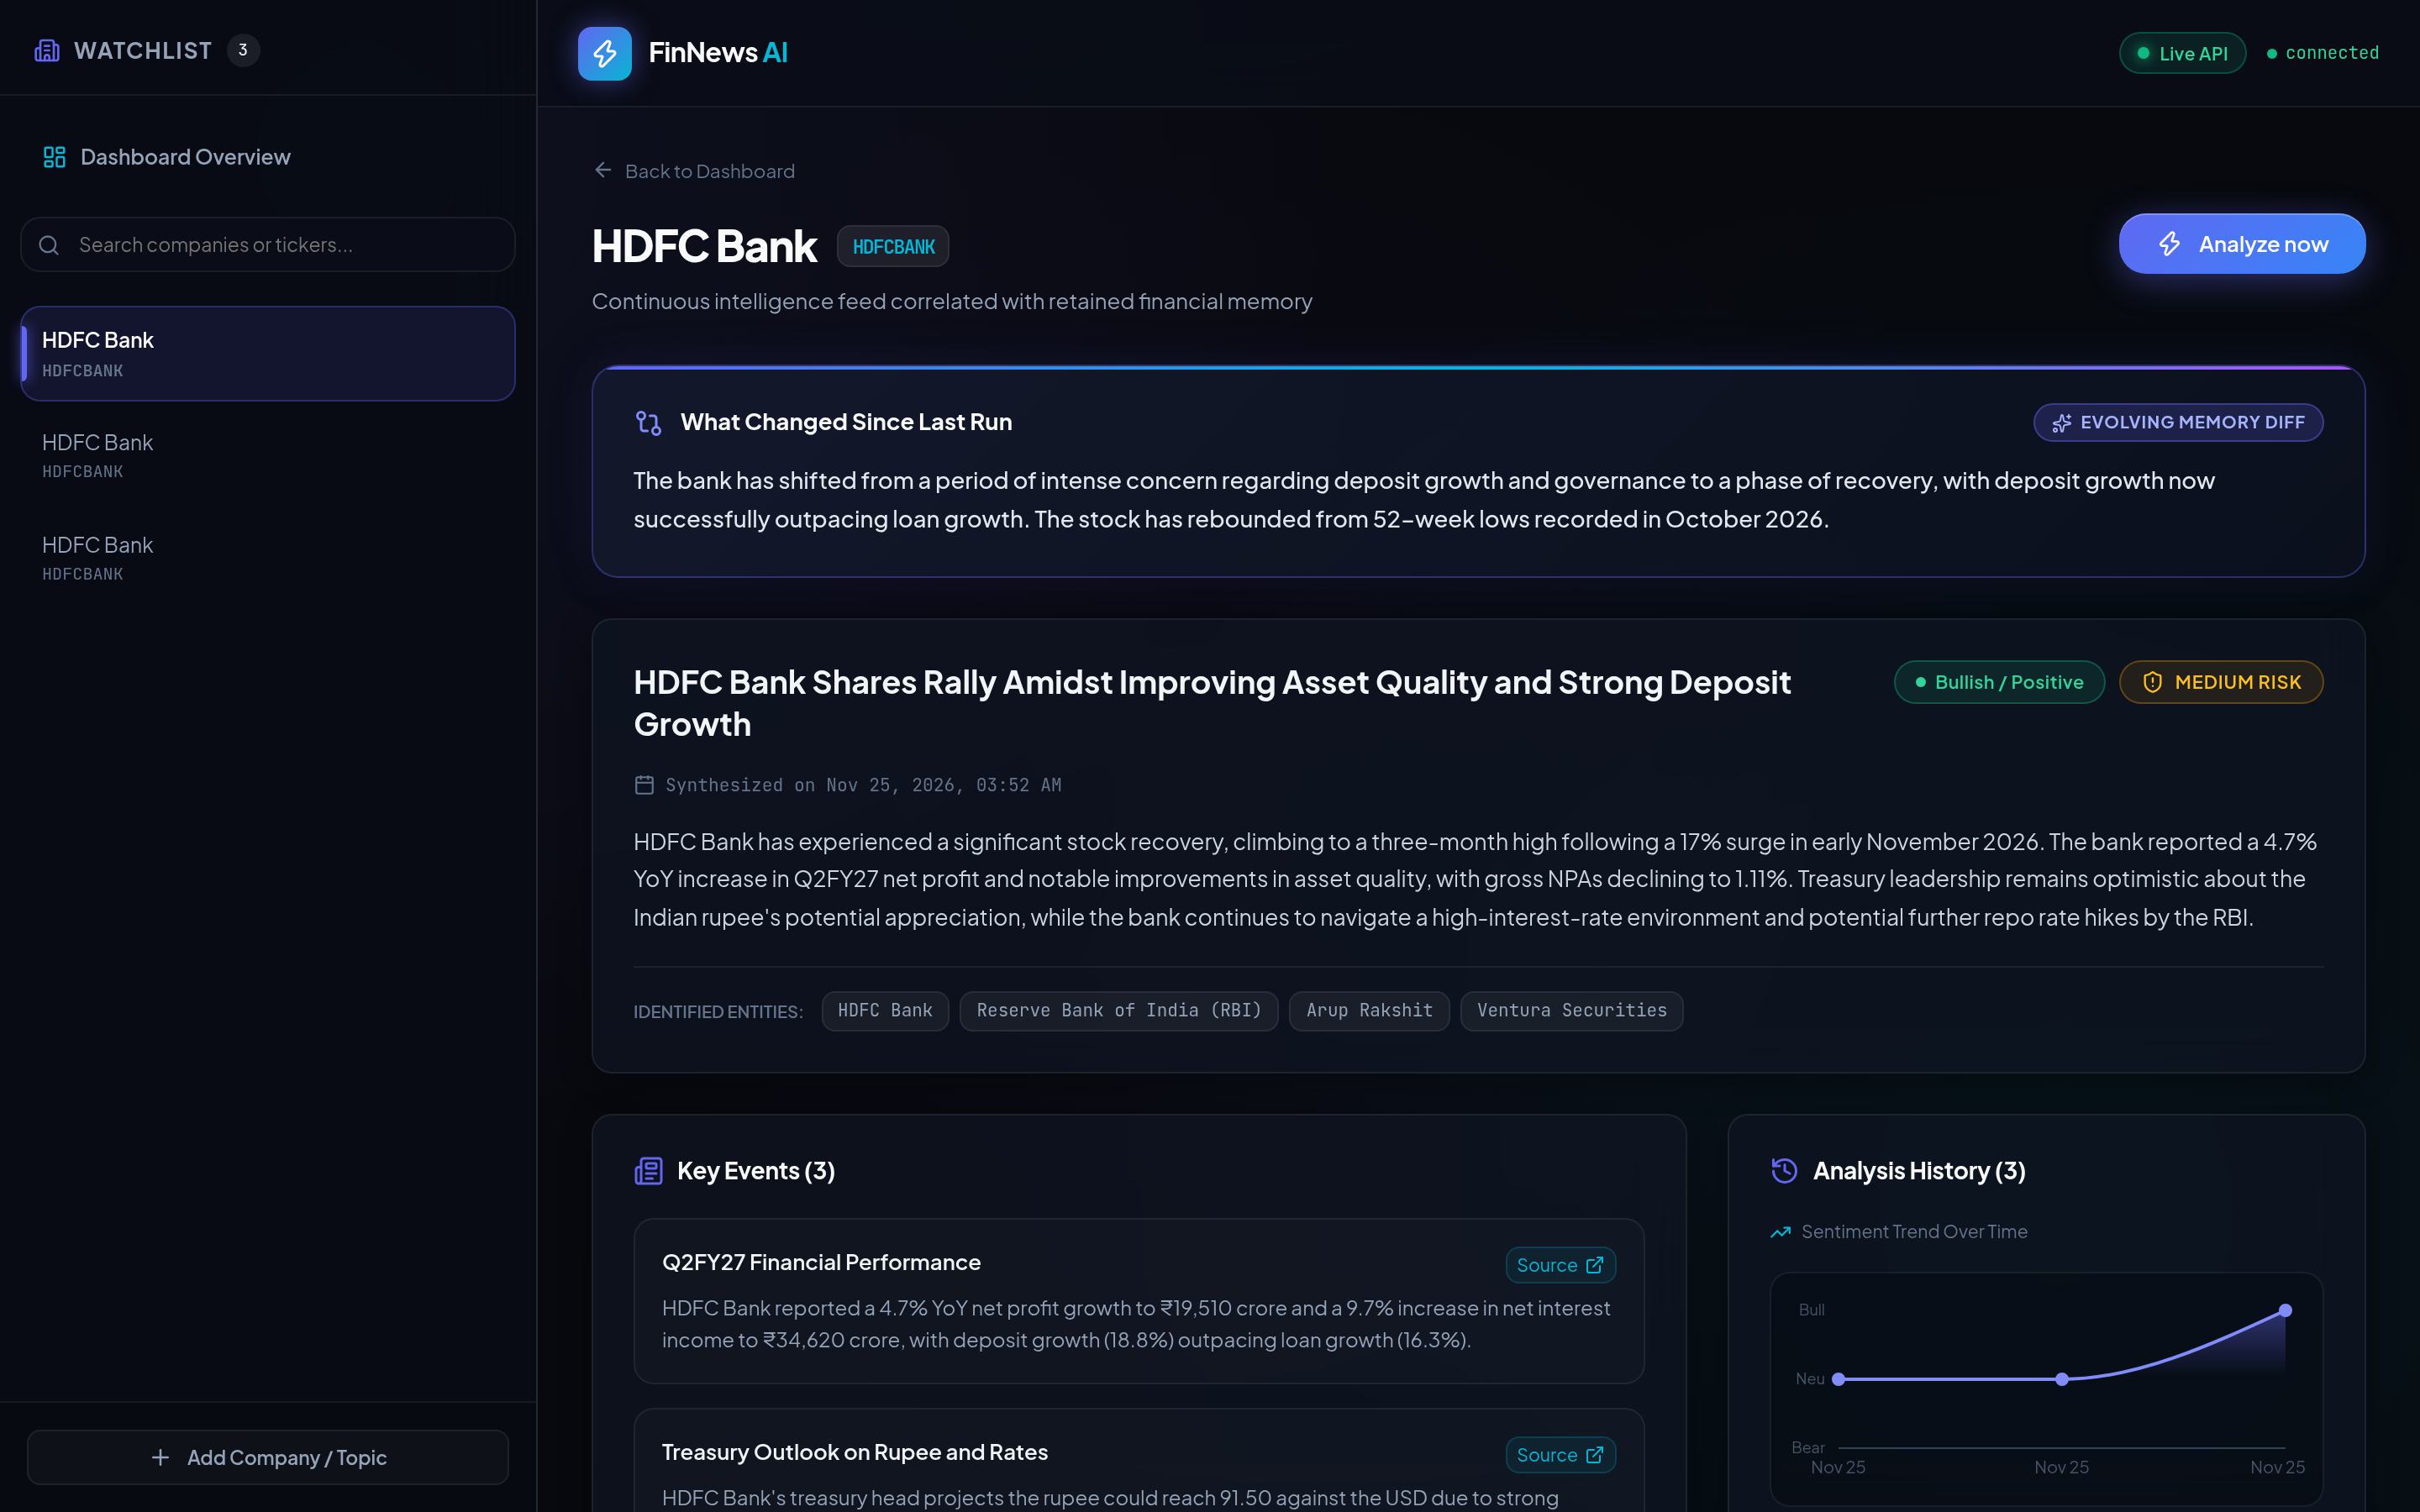 WATCHLIST 3
Dashboard Overview
Search companies or tickers...
HDFC Bank
HDFCBANK
HDFC Bank
HDFCBANK
HDFC Bank
HDFCBANK
Add Company / Topic
FinNews AI
Live API
connected
Back to Dashboard
HDFC Bank HDFCBANK
Analyze now
Continuous intelligence feed correlated with retained financial memory
What Changed Since Last Run
EVOLVING MEMORY DIFF
The bank has shifted from a period of intense concern regarding deposit growth and governance to a phase of recovery, with deposit growth now
successfully outpacing loan growth. The stock has rebounded from 52-week lows recorded in October 2026.
HDFC Bank Shares Rally Amidst Improving Asset Quality and Strong Deposit
Growth
Bullish / Positive
MEDIUM RISK
Synthesized on Nov 25, 2026, 03:52 AM
HDFC Bank has experienced a significant stock recovery, climbing to a three-month high following a 17% surge in early November 2026. The bank reported a 4.7%
YoY increase in Q2FY27 net profit and notable improvements in asset quality, with gross NPAs declining to 1.11%. Treasury leadership remains optimistic about the
Indian rupee's potential appreciation, while the bank continues to navigate a high-interest-rate environment and potential further repo rate hikes by the RBI.
IDENTIFIED ENTITIES: HDFC Bank Reserve Bank of India (RBI) Arup Rakshit Ventura Securities
Key Events (3)
Q2FY27 Financial Performance
Source
HDFC Bank reported a 4.7% YoY net profit growth to ₹19,510 crore and a 9.7% increase in net interest
income to ₹34,620 crore, with deposit growth (18.8%) outpacing loan growth (16.3%).
Treasury Outlook on Rupee and Rates
Source
HDFC Bank's treasury head projects the rupee could reach 91.50 against the USD due to strong
Analysis History (3)
Sentiment Trend Over Time
Bull
Neu
Bear
Nov 25 Nov 25 Nov 25